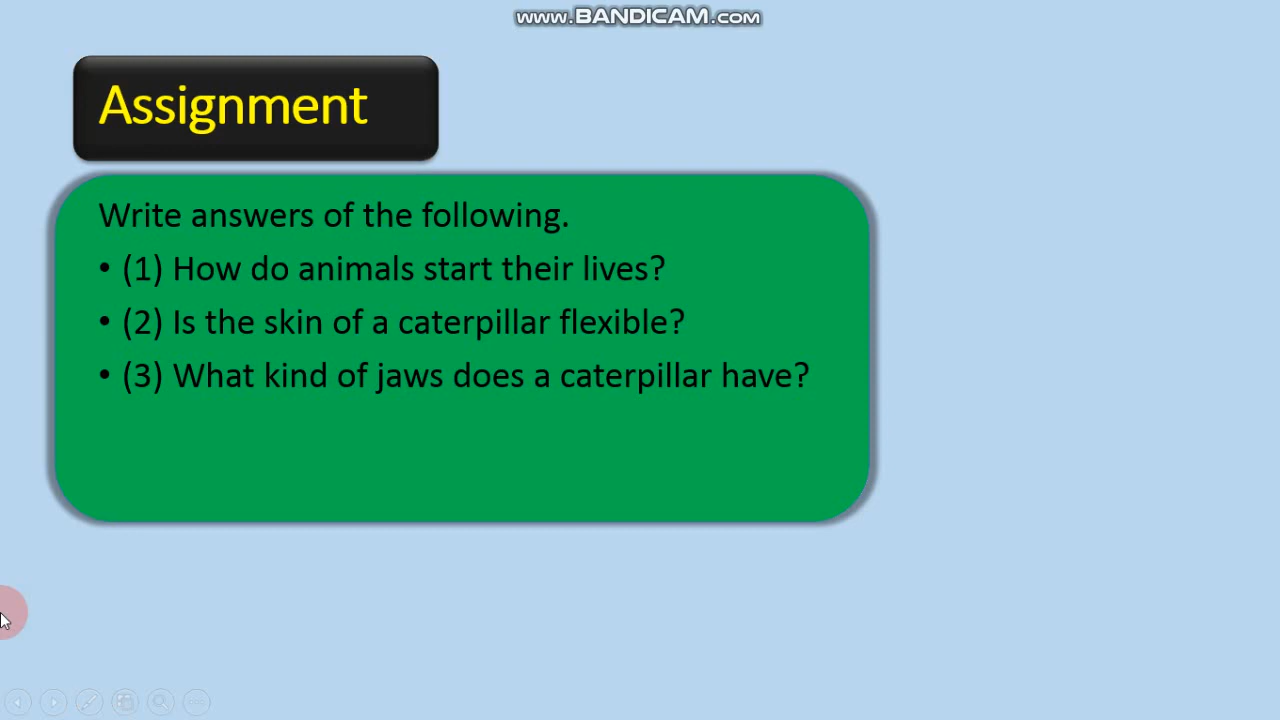 www.BANDICAM.com
Assignment
Write answers of the following.
• (1) How do animals start their lives?
• (2) Is the skin of a caterpillar flexible?
• (3) What kind of jaws does a caterpillar have?